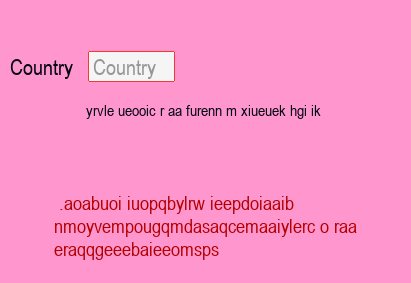 Country Country
yrvle ueooic r aa furenn m xiueuek hgi ik
.aoabuoi iuopqbylrw ieepdoiaaib
nmoyvempougqmdasaqcemaaiylerc o raa
eraqqgeeebaieeomsps